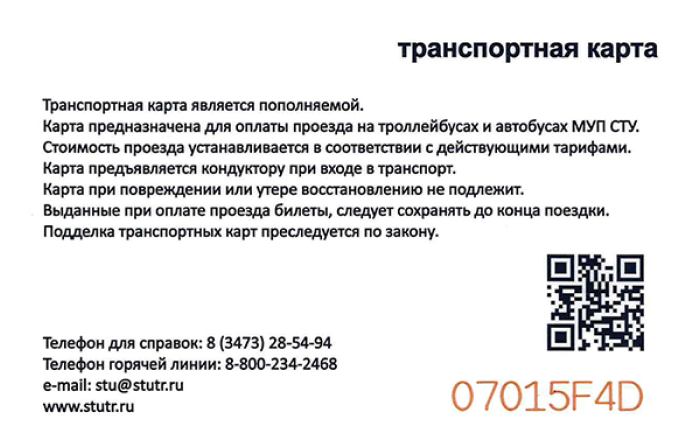 транспортная карта
Транспортная карта является пополняемой.
Карта предназначена для оплаты проезда на троллейбусах и автобусах МУП СТУ.
Стоимость проезда устанавливается в соответствии с действующими тарифами.
Карта предъявляется кондуктору при входе в транспорт.
Карта при повреждении или утере восстановлению не подлежит.
Выданные при оплате проезда билеты, следует сохранять до конца поездки.
Подделка транспортных карт преследуется по закону.
Телефон для справок: 8 (3473) 28-54-94
Телефон горячей линии: 8-800-234-2468
e-mail: stu@stutr.ru
www.stutr.ru
07015F4D